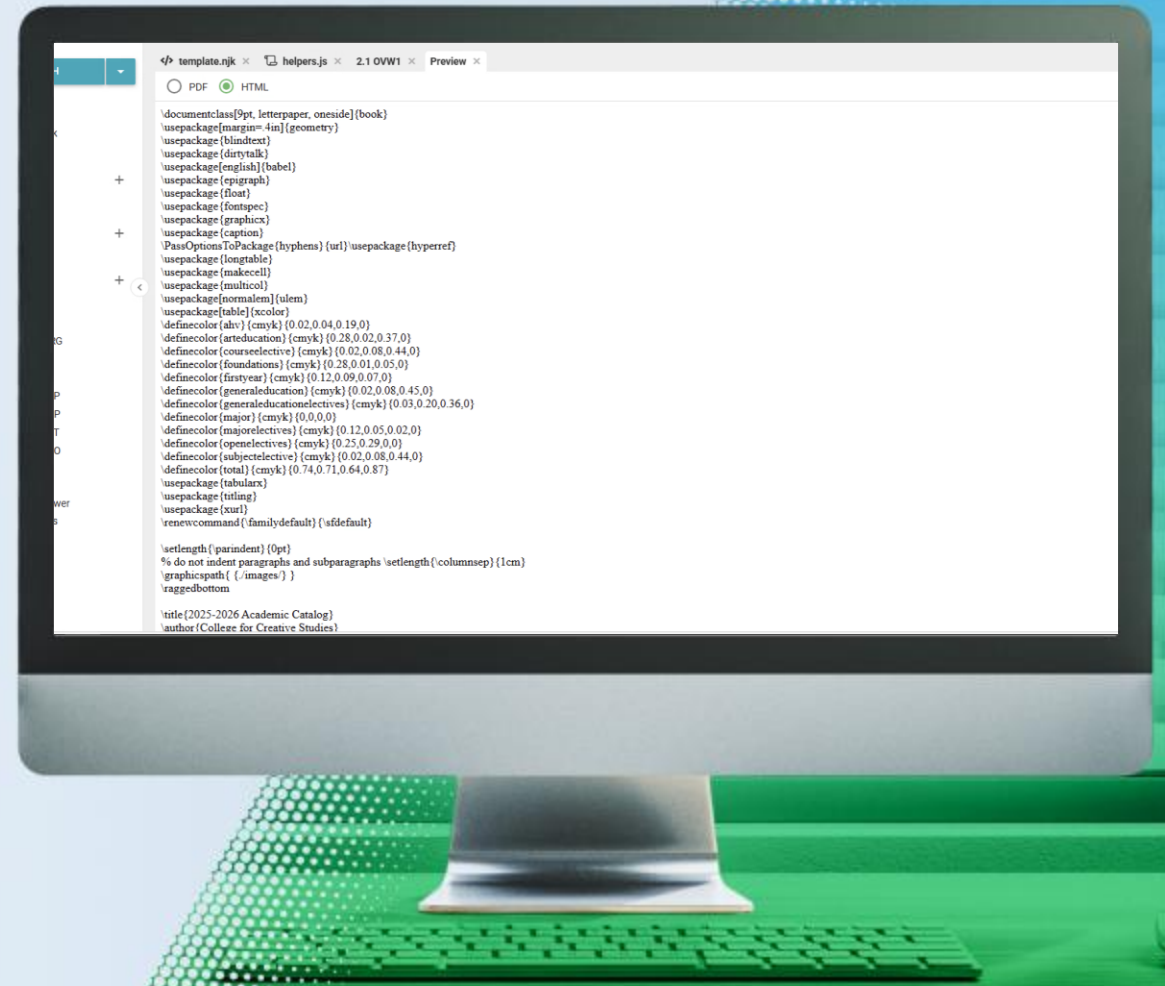 template.njk
helpers.js
2.1 OVW1
Preview
PDF
HTML
\documentclass[9pt, letterpaper, oneside]{book}
\usepackage[margin=.4in]{geometry}
\usepackage{blindtext}
\usepackage{dirtytalk}
\usepackage[english]{babel}
\usepackage{epigraph}
\usepackage{float}
\usepackage{fontspec}
\usepackage{graphicx}
\usepackage{caption}
\PassOptionsToPackage{hyphens}{url}\usepackage{hyperref}
\usepackage{longtable}
\usepackage{makecell}
\usepackage{multicol}
\usepackage[normalem]{ulem}
\usepackage[table]{xcolor}
\definecolor{ahv}{cmyk}{0.02,0.04,0.19,0}
\definecolor{arteducation}{cmyk}{0.28,0.02,0.37,0}
\definecolor{courseelective}{cmyk}{0.02,0.08,0.44,0}
\definecolor{foundations}{cmyk}{0.28,0.01,0.05,0}
\definecolor{firstyear}{cmyk}{0.12,0.09,0.07,0}
\definecolor{generaleducation}{cmyk}{0.02,0.08,0.45,0}
\definecolor{generaleducationelectives}{cmyk}{0.03,0.20,0.36,0}
\definecolor{major}{cmyk}{0,0,0,0}
\definecolor{majorelectives}{cmyk}{0.12,0.05,0.02,0}
\definecolor{openelectives}{cmyk}{0.25,0.29,0,0}
\definecolor{subjectelective}{cmyk}{0.02,0.08,0.44,0}
\definecolor{total}{cmyk}{0.74,0.71,0.64,0.87}
\usepackage{tabularx}
\usepackage{titling}
\usepackage{xurl}
\renewcommand{\familydefault}{\sfdefault}
\setlength{\parindent}{0pt}
% do not indent paragraphs and subparagraphs \setlength{\columnsep}{1cm}
\graphicspath{ {./images/} }
\raggedbottom
\title{2025-2026 Academic Catalog}
\author{College for Creative Studies}